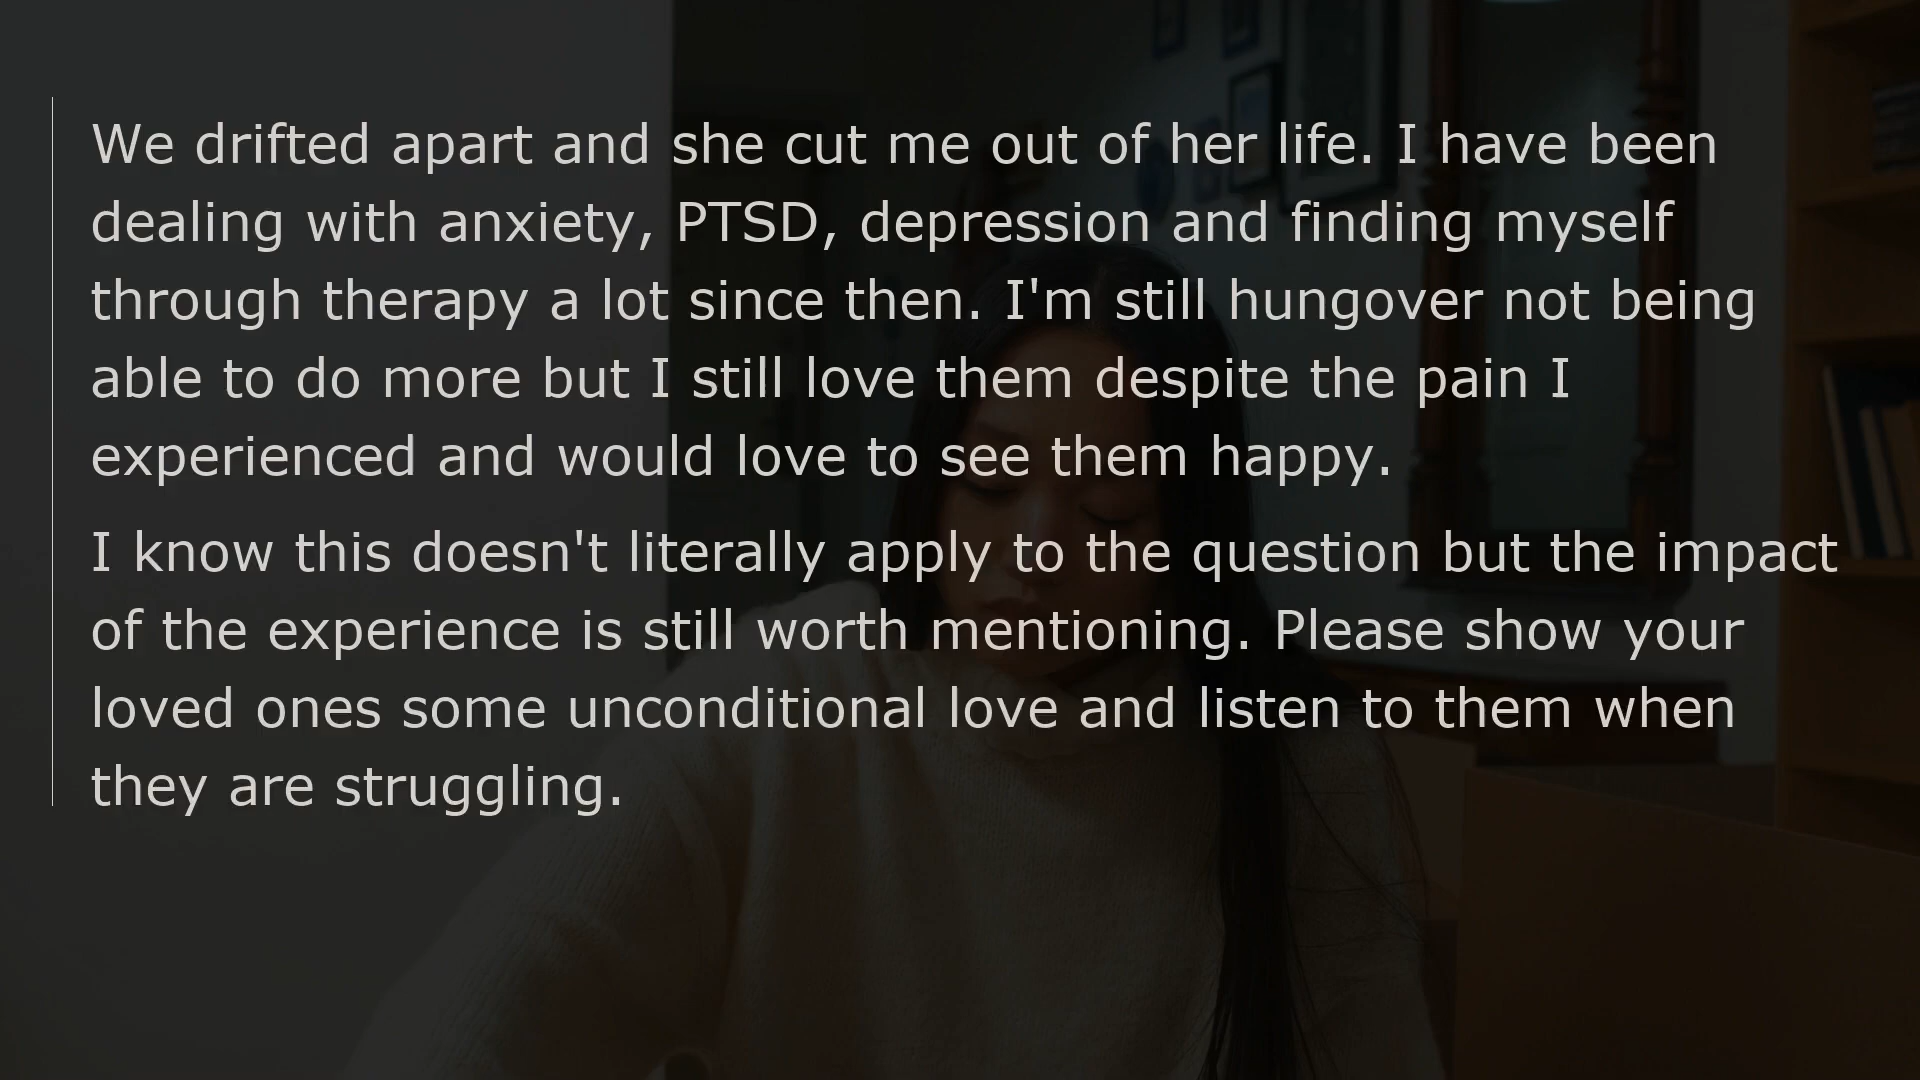 We drifted apart and she cut me out of her life. I have been
dealing with anxiety, PTSD, depression and finding myself
through therapy a lot since then. I'm still hungover not being
able to do more but I still love them despite the pain I
experienced and would love to see them happy.
I know this doesn't literally apply to the question but the impact
of the experience is still worth mentioning. Please show your
loved ones some unconditional love and listen to them when
they are struggling.